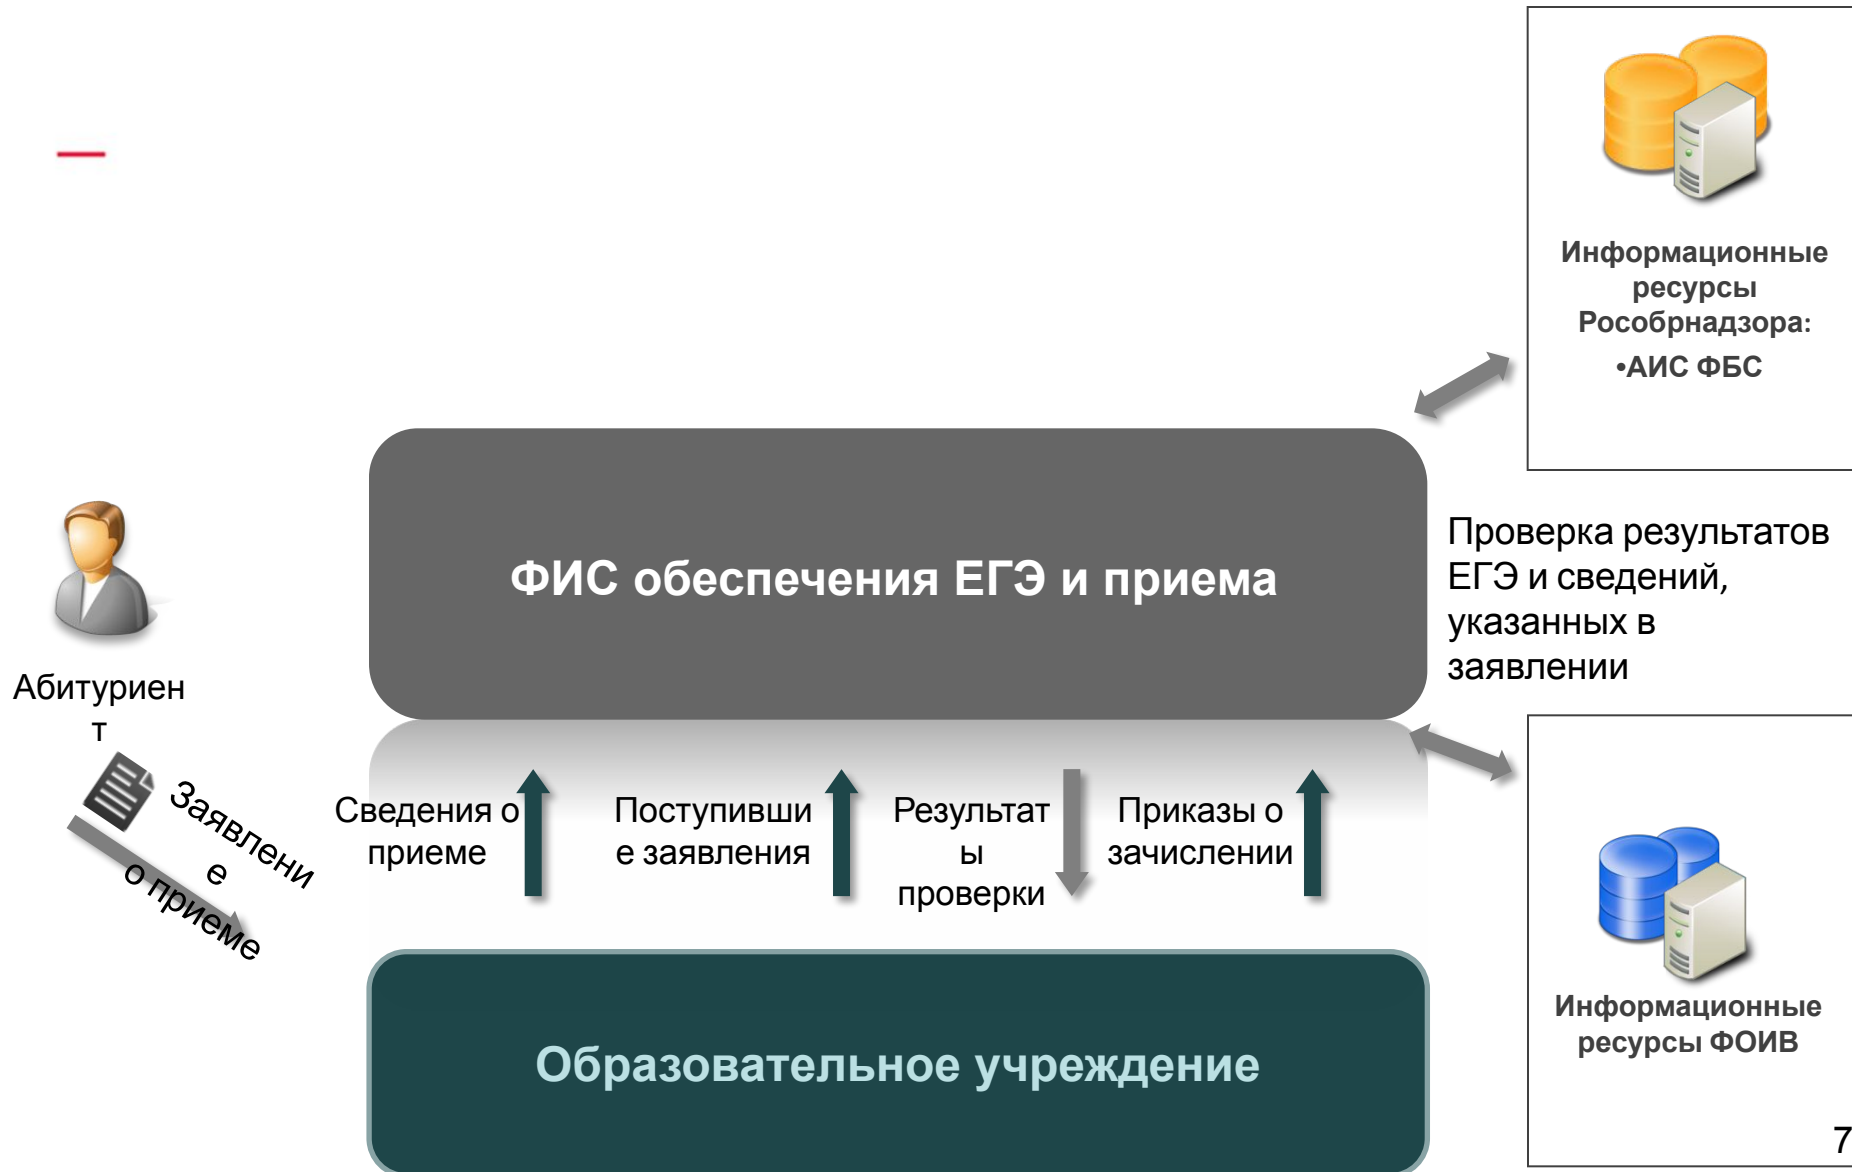 Информационные
ресурсы
Рособрнадзора:
•АИС ФБС
ФИС обеспечения ЕГЭ и приема
Проверка результатов
ЕГЭ и сведений,
указанных в
заявлении
Абитуриен
т
Заявлени
е
о приеме
Сведения о
приеме
Поступивши
е заявления
Результат
ы
проверки
Приказы о
зачислении
Образовательное учреждение
Информационные
ресурсы ФОИВ
7